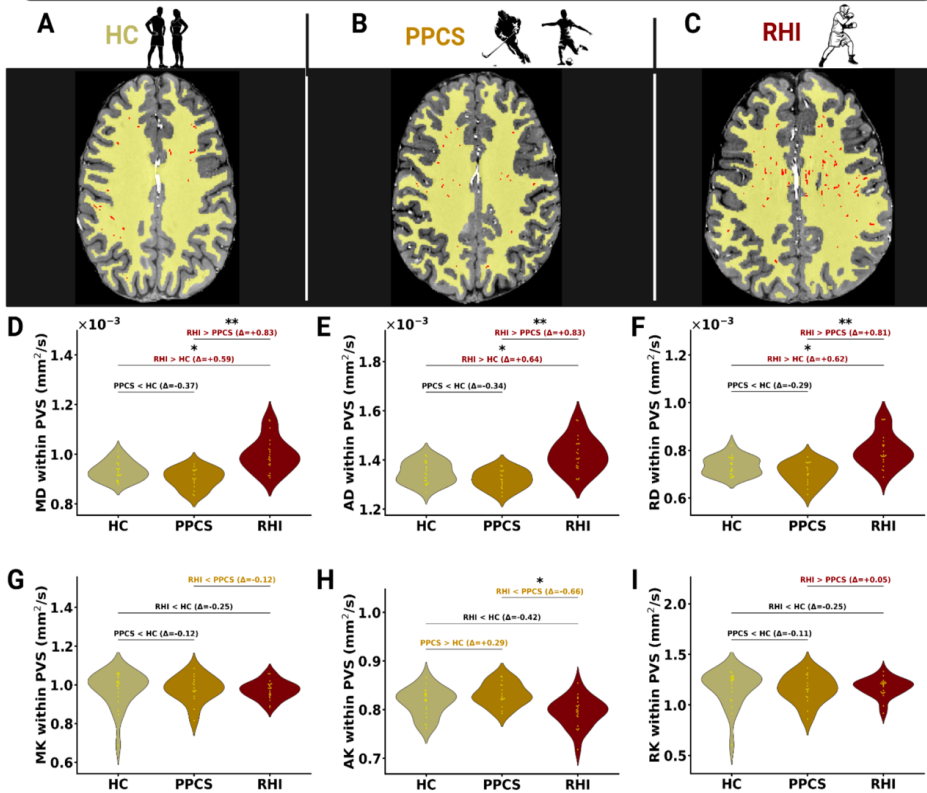 A HC
B PPCS
C RHI
D
×10⁻³
MD within PVS (mm²/s)
1.4
1.2
1.0
0.8
**
RHI > PPCS (Δ=+0.83)
*
RHI > HC (Δ=+0.59)
PPCS < HC (Δ=-0.37)
HC PPCS RHI
E
×10⁻³
AD within PVS (mm²/s)
1.8
1.6
1.4
1.2
**
RHI > PPCS (Δ=+0.83)
*
RHI > HC (Δ=+0.64)
PPCS < HC (Δ=-0.34)
HC PPCS RHI
F
×10⁻³
RD within PVS (mm²/s)
1.2
1.0
0.8
0.6
**
RHI > PPCS (Δ=+0.81)
*
RHI > HC (Δ=+0.62)
PPCS < HC (Δ=-0.29)
HC PPCS RHI
G
MK within PVS (mm²/s)
1.4
1.2
1.0
0.8
0.6
RHI < PPCS (Δ=-0.12)
RHI < HC (Δ=-0.25)
PPCS < HC (Δ=-0.12)
HC PPCS RHI
H
AK within PVS (mm²/s)
1.0
0.9
0.8
0.7
*
RHI < PPCS (Δ=-0.66)
RHI < HC (Δ=-0.42)
PPCS > HC (Δ=+0.29)
HC PPCS RHI
I
RK within PVS (mm²/s)
2.0
1.5
1.0
0.5
RHI > PPCS (Δ=+0.05)
RHI < HC (Δ=-0.25)
PPCS < HC (Δ=-0.11)
HC PPCS RHI